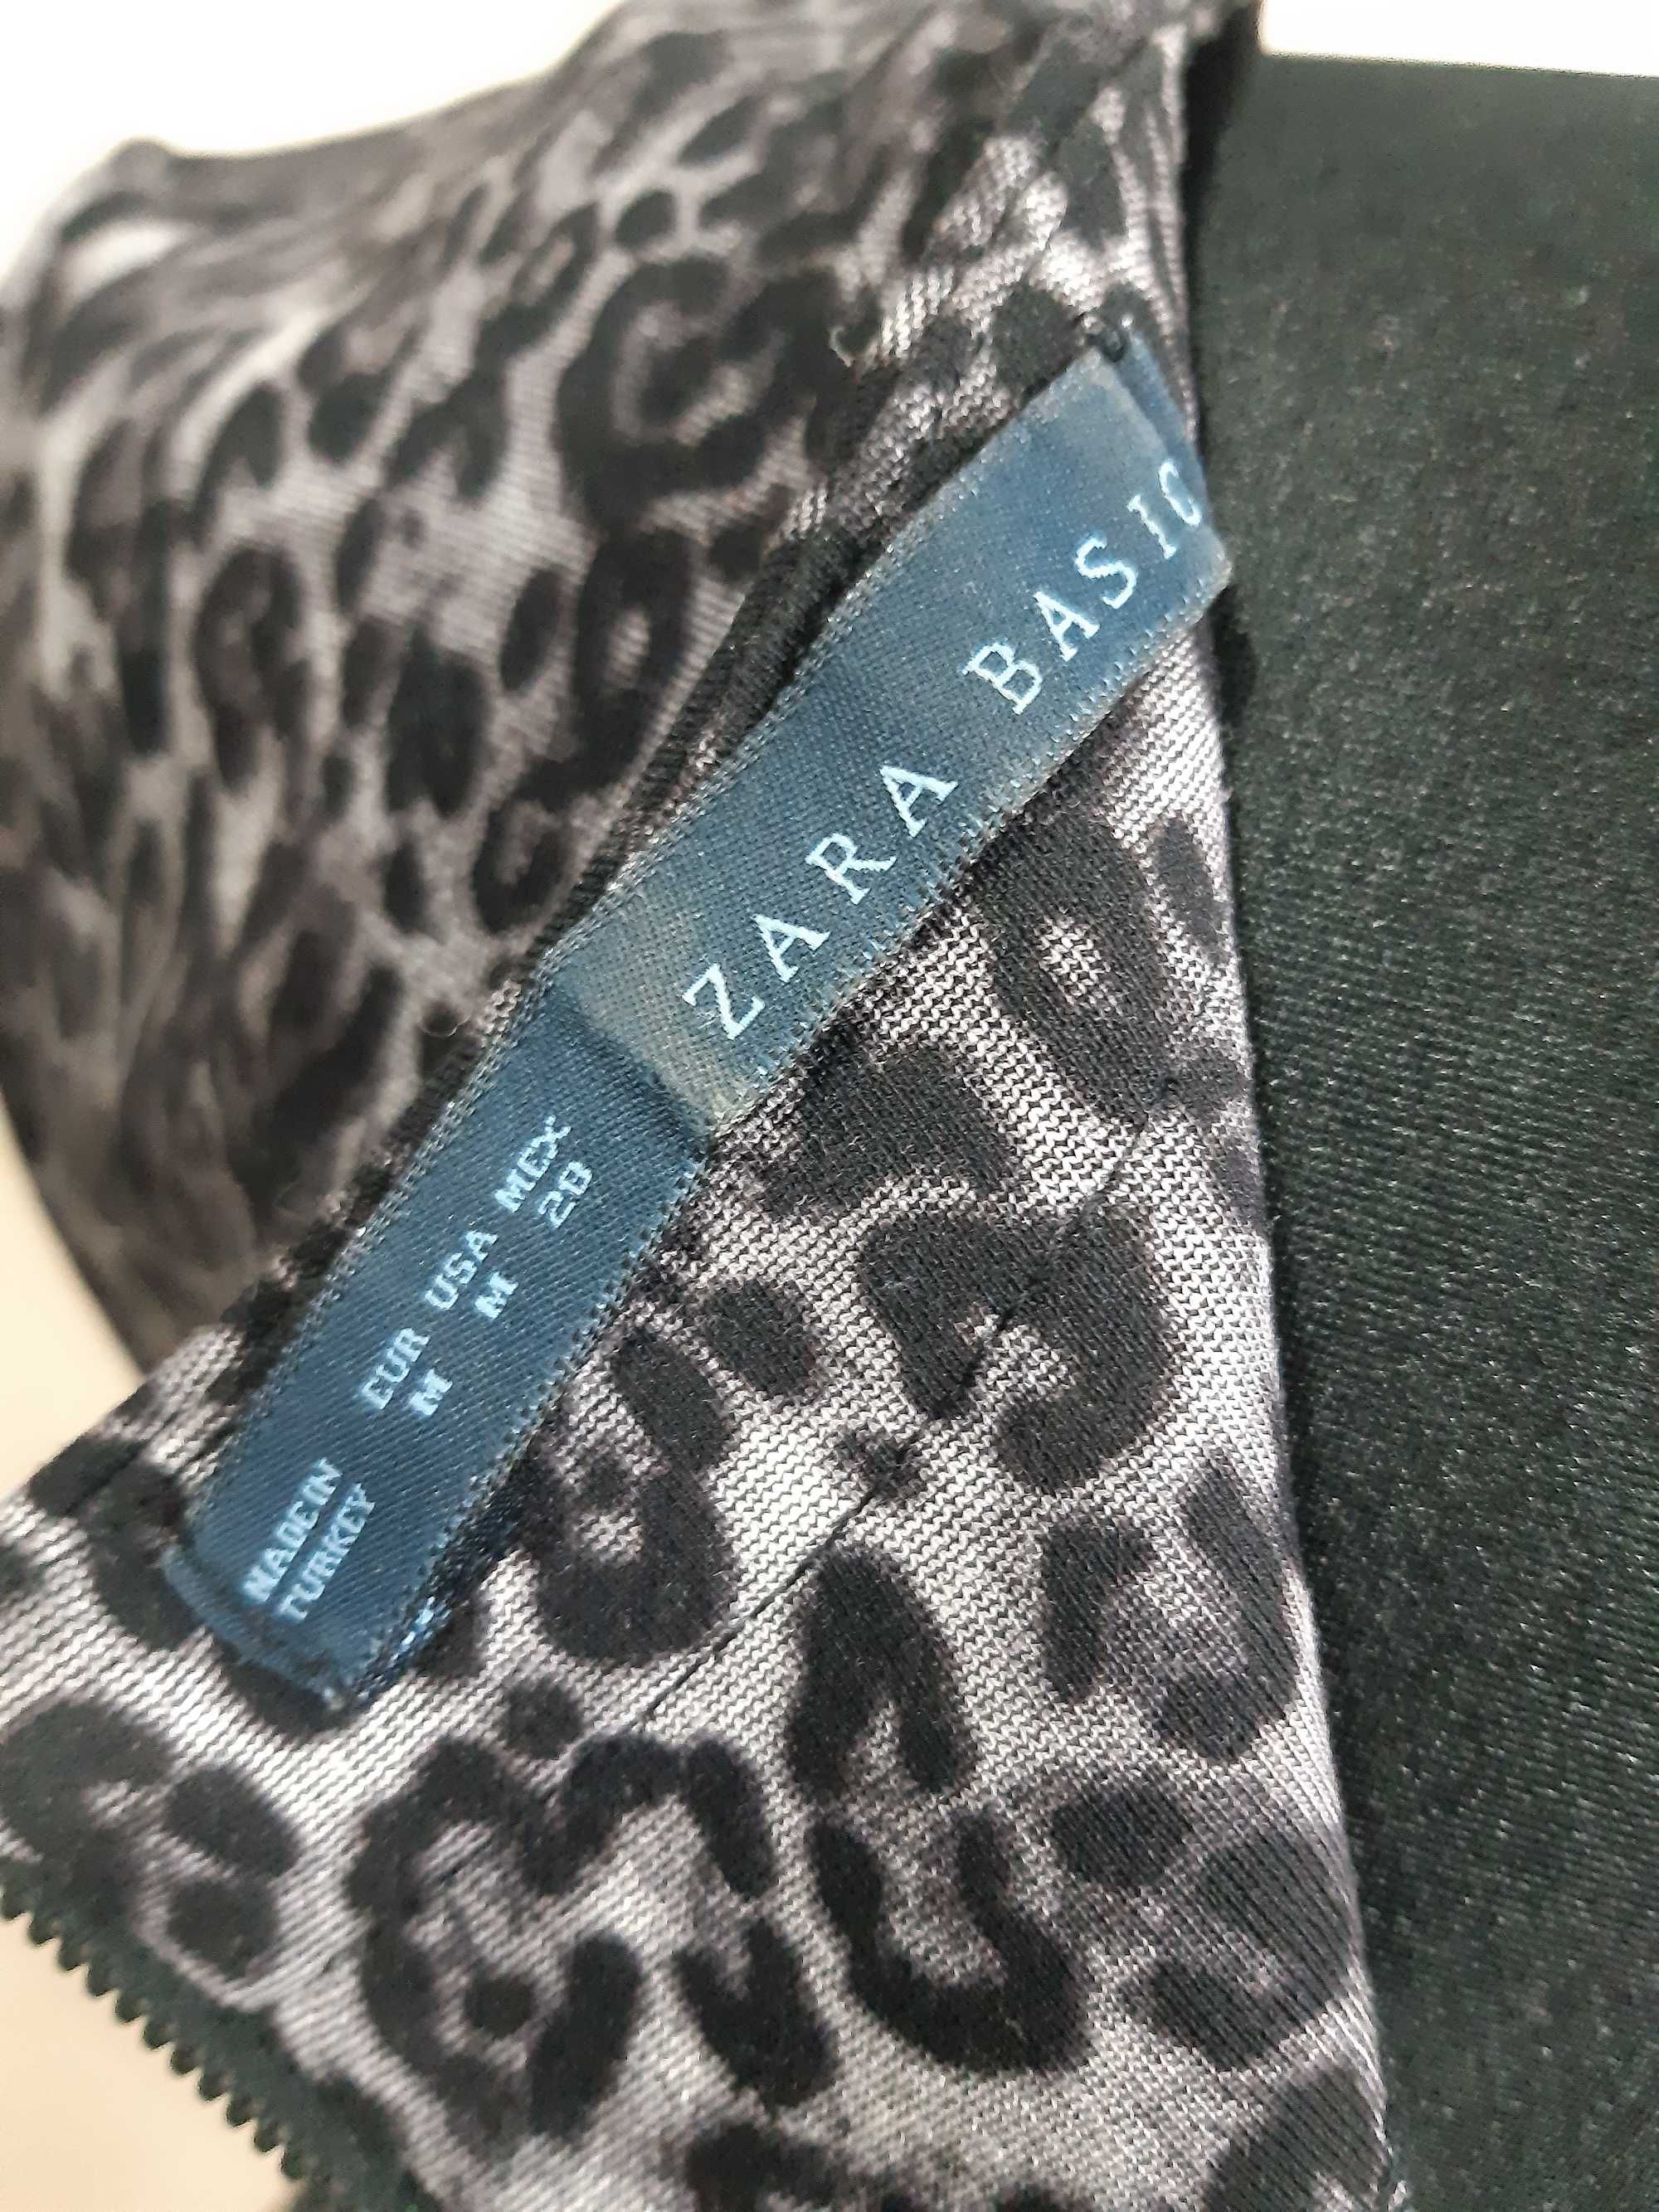 ZARA BASIC
EUR USA MEX
M M 28
MADE IN
TURKEY